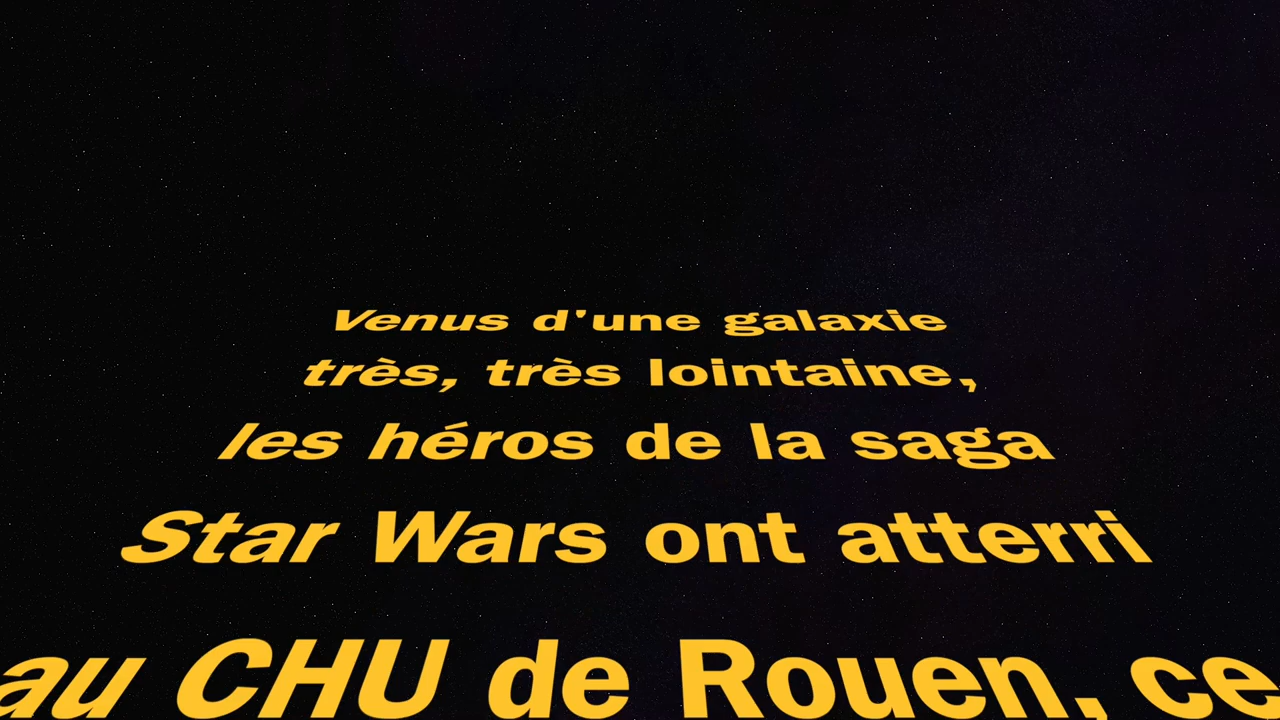 Venus d'une galaxie
très, très lointaine,
les héros de la saga
Star Wars ont atterri
au CHU de Rouen, ce